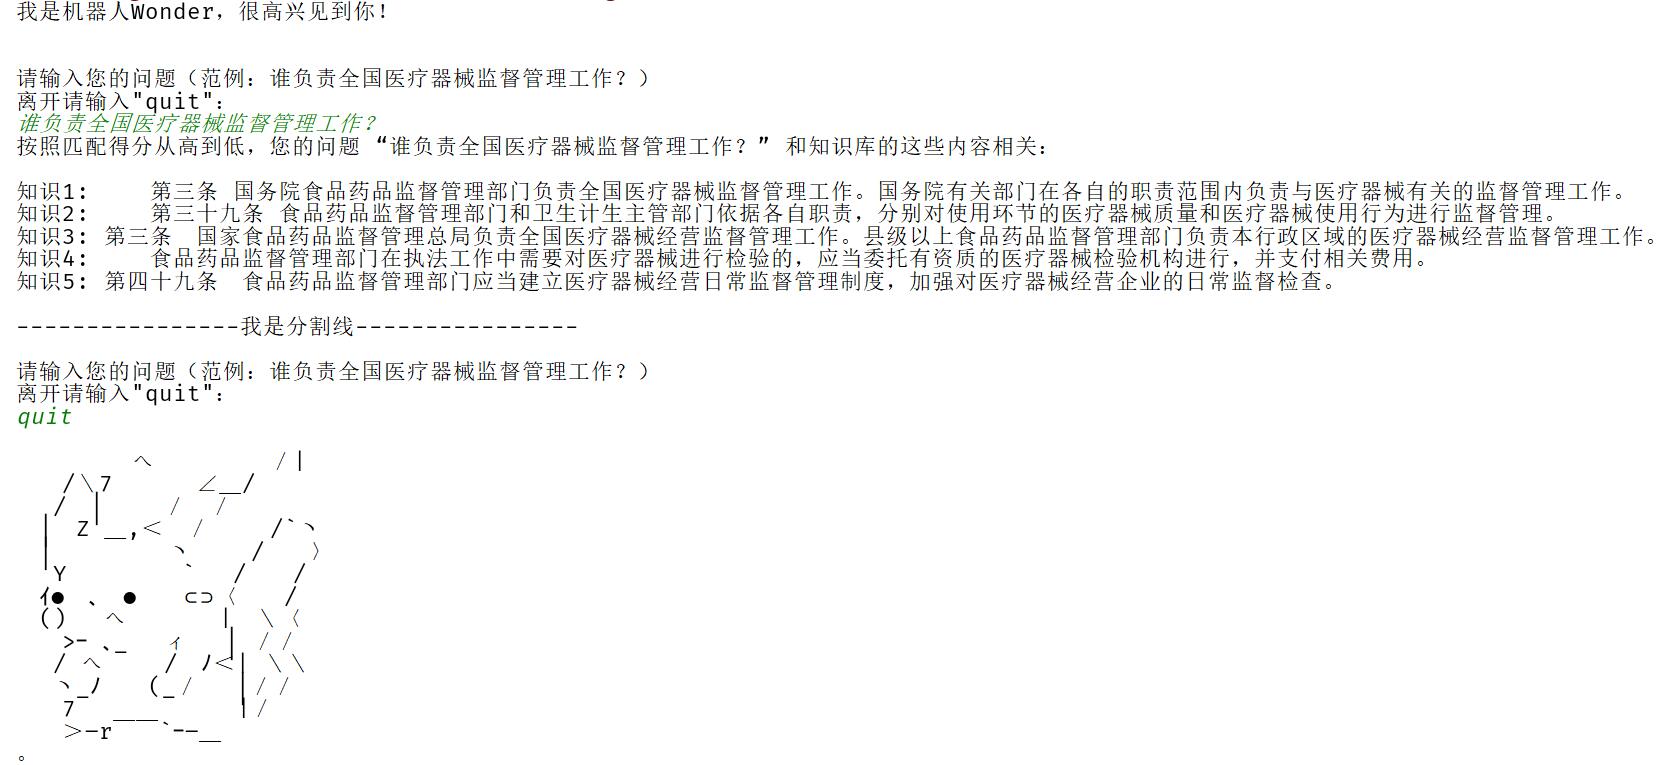 我是机器人Wonder，很高兴见到你！
请输入您的问题（范例：谁负责全国医疗器械监督管理工作？）
离开请输入"quit"：
谁负责全国医疗器械监督管理工作？
按照匹配得分从高到低，您的问题 “谁负责全国医疗器械监督管理工作？” 和知识库的这些内容相关：
知识1:     第三条 国务院食品药品监督管理部门负责全国医疗器械监督管理工作。国务院有关部门在各自的职责范围内负责与医疗器械有关的监督管理工作。
知识2:     第三十九条 食品药品监督管理部门和卫生计生主管部门依据各自职责，分别对使用环节的医疗器械质量和医疗器械使用行为进行监督管理。
知识3: 第三条  国家食品药品监督管理总局负责全国医疗器械经营监督管理工作。县级以上食品药品监督管理部门负责本行政区域的医疗器械经营监督管理工作。
知识4:     食品药品监督管理部门在执法工作中需要对医疗器械进行检验的，应当委托有资质的医疗器械检验机构进行，并支付相关费用。
知识5: 第四十九条  食品药品监督管理部门应当建立医疗器械经营日常监督管理制度，加强对医疗器械经营企业的日常监督检查。
----------------我是分割线----------------
请输入您的问题（范例：谁负责全国医疗器械监督管理工作？）
离开请输入"quit"：
quit